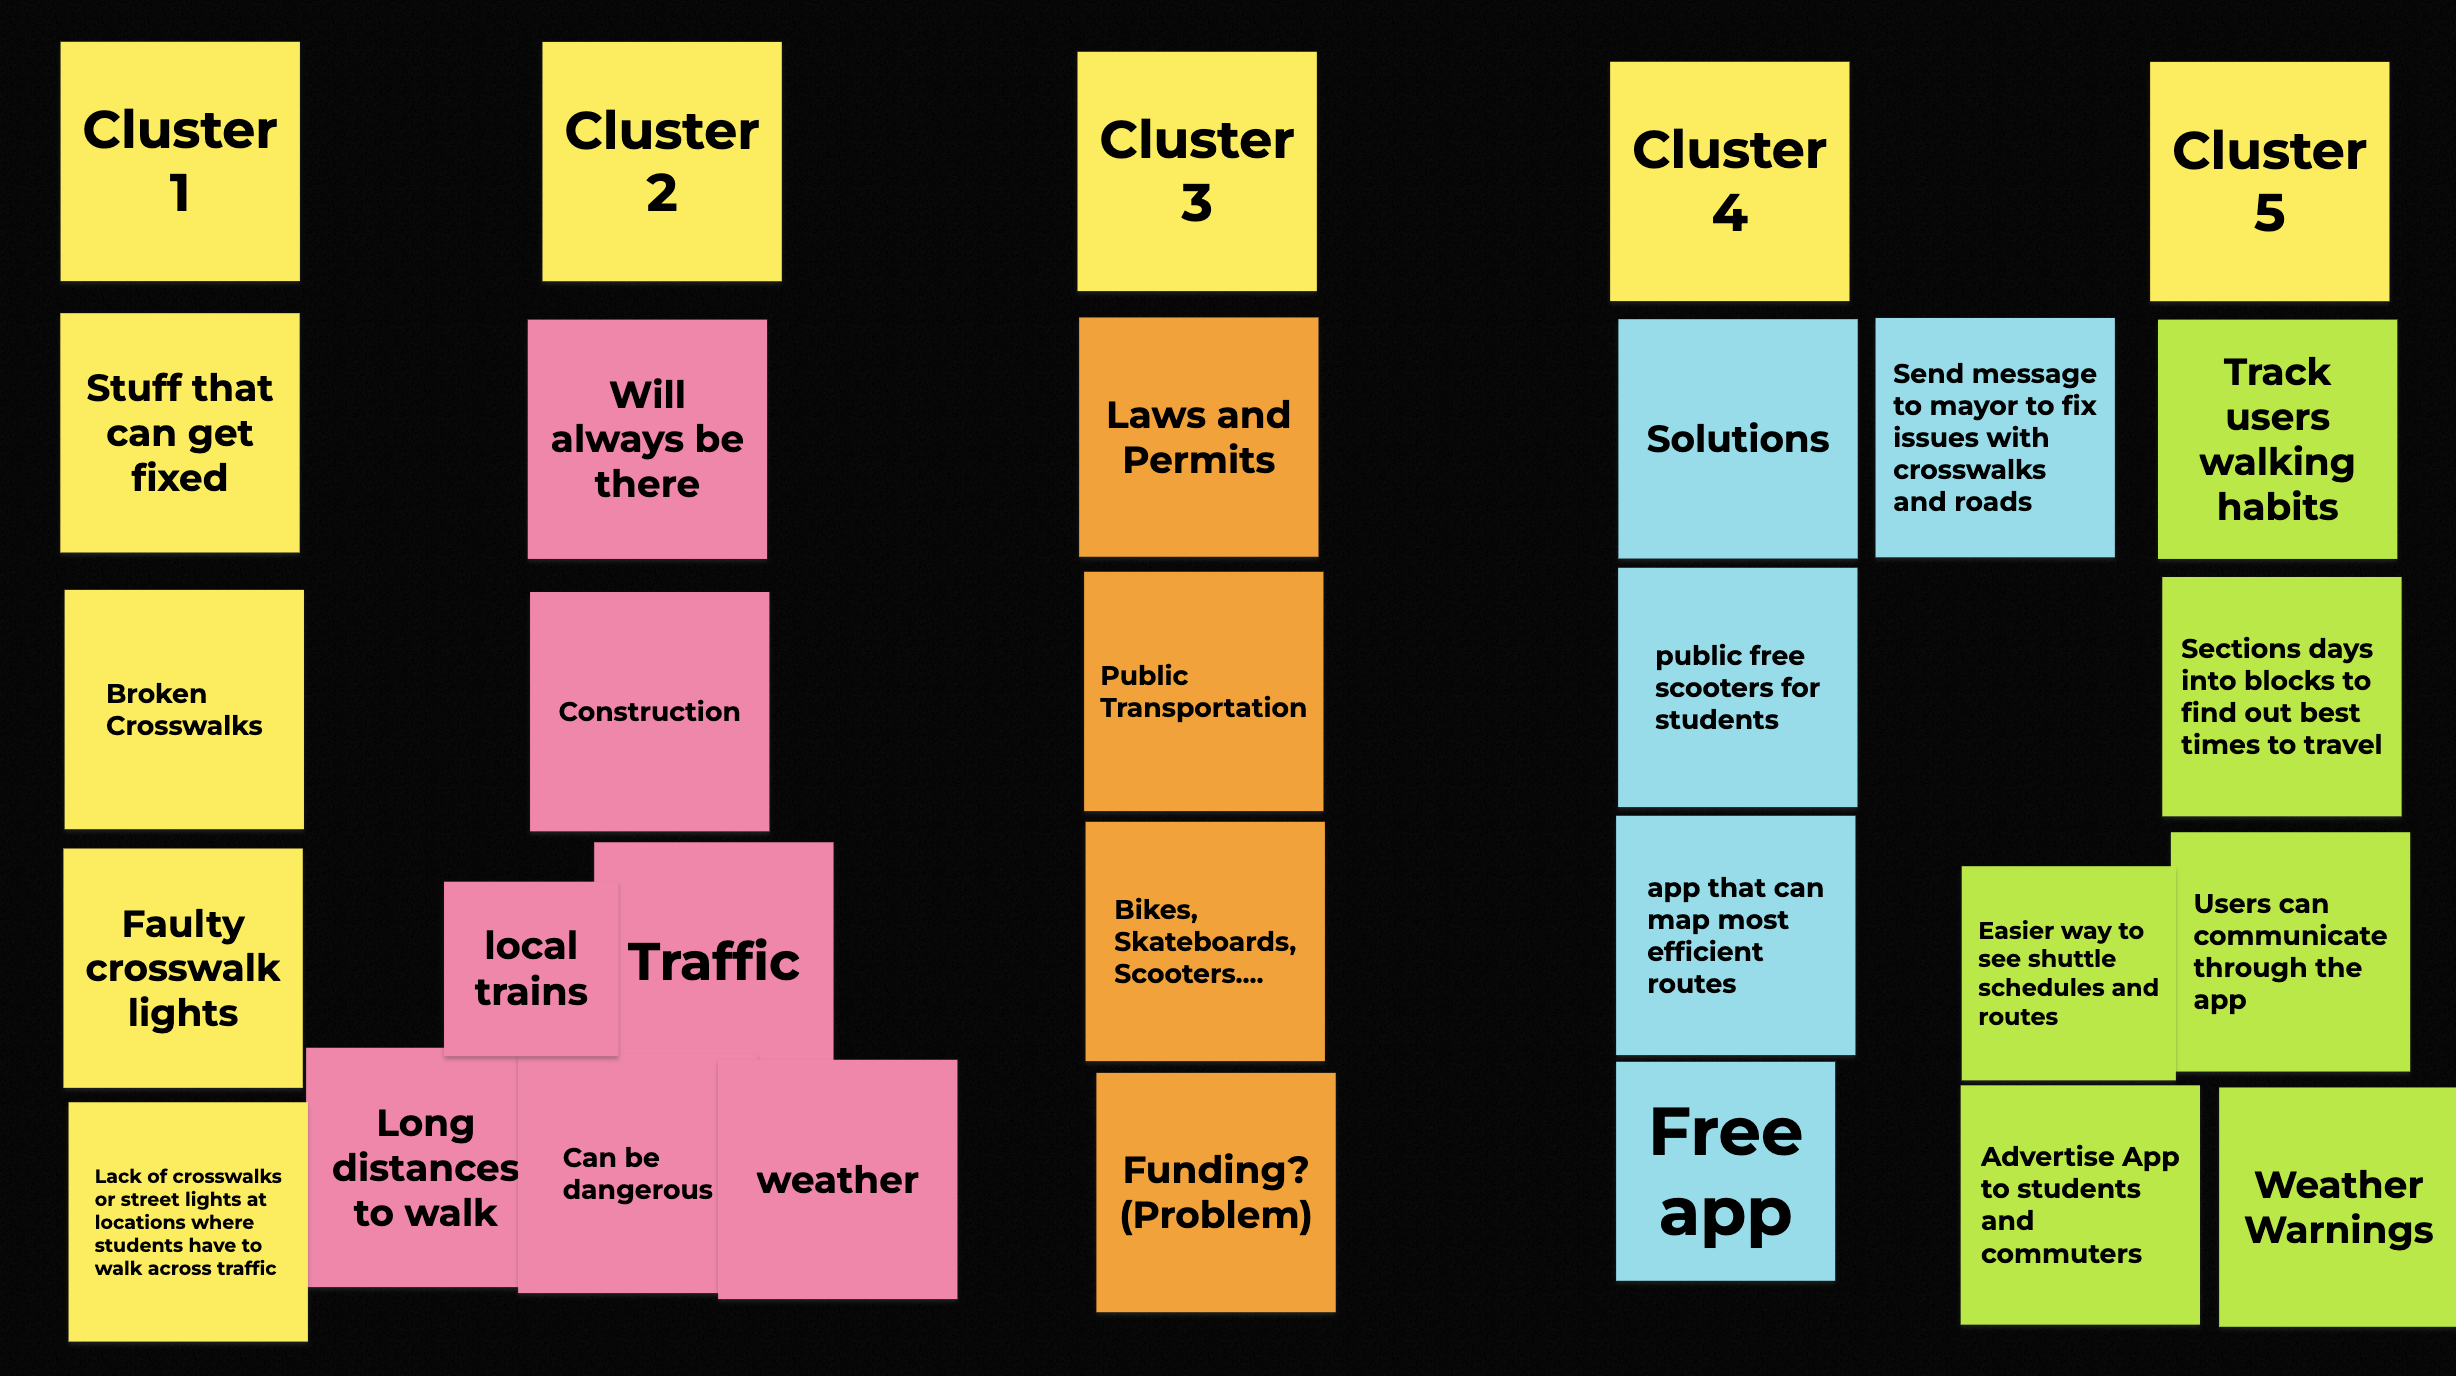 Cluster
1
Stuff that
can get
fixed
Broken
Crosswalks
Faulty
crosswalk
lights
Lack of crosswalks
or street lights at
locations where
students have to
walk across traffic
Cluster
2
Will
always be
there
Construction
local
trains
Traffic
Long
distances
to walk
Can be
dangerous
weather
Cluster
3
Laws and
Permits
Public
Transportation
Bikes,
Skateboards,
Scooters....
Funding?
(Problem)
Cluster
4
Solutions
Send message
to mayor to fix
issues with
crosswalks
and roads
public free
scooters for
students
app that can
map most
efficient
routes
Free
app
Cluster
5
Track
users
walking
habits
Sections days
into blocks to
find out best
times to travel
Easier way to
see shuttle
schedules and
routes
Users can
communicate
through the
app
Advertise App
to students
and
commuters
Weather
Warnings